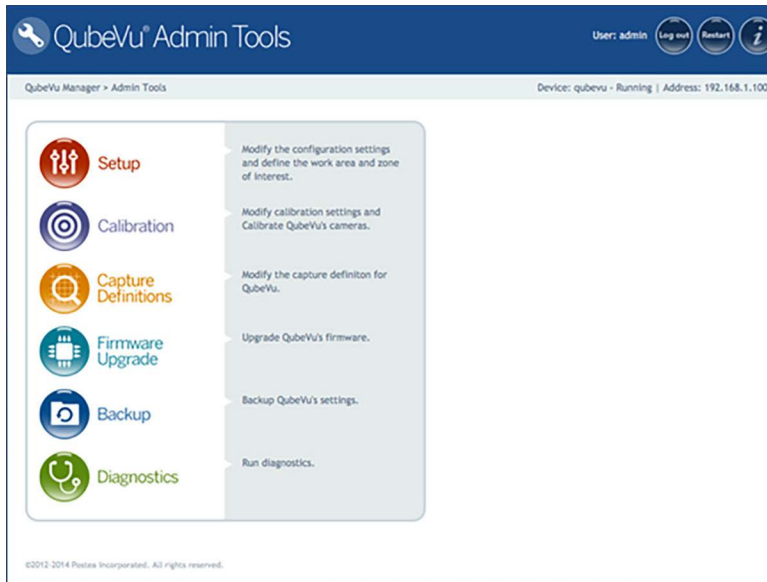 QubeVu® Admin Tools
User: admin Log out Restart i
QubeVu Manager > Admin Tools
Device: qubevu - Running | Address: 192.168.1.100
Setup
Modify the configuration settings
and define the work area and zone
of interest.
Calibration
Modify calibration settings and
Calibrate QubeVu's cameras.
Capture
Definitions
Modify the capture definiton for
QubeVu.
Firmware
Upgrade
Upgrade QubeVu's firmware.
Backup
Backup QubeVu's settings.
Diagnostics
Run diagnostics.
©2012-2014 Postea Incorporated. All rights reserved.